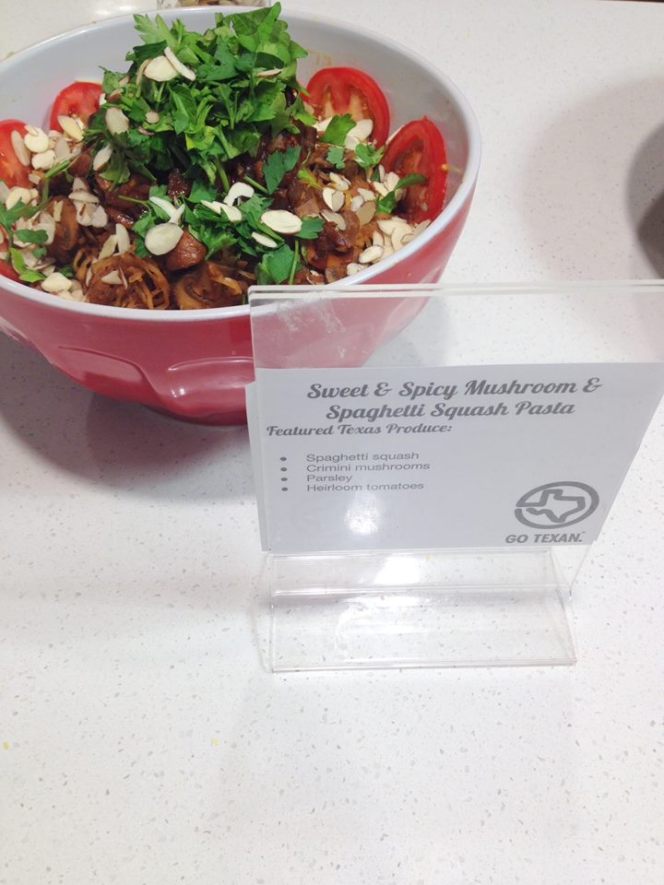 Sweet & Spicy Mushroom &
Spaghetti Squash Pasta
Featured Texas Produce:
● Spaghetti squash
● Crimini mushrooms
● Parsley
● Heirloom tomatoes
GO TEXAN.